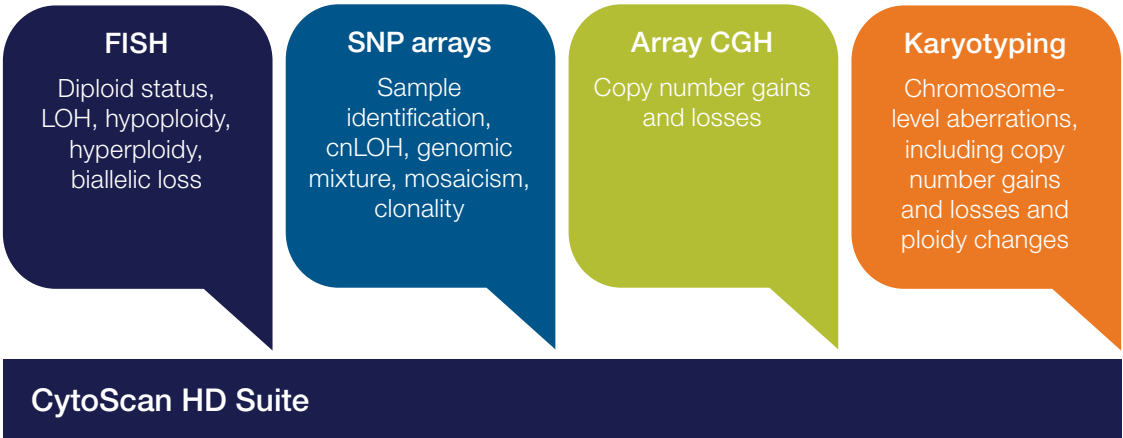 FISH
Diploid status,
LOH, hypoploidy,
hyperploidy,
biallelic loss
SNP arrays
Sample
identification,
cnLOH, genomic
mixture, mosaicism,
clonality
Array CGH
Copy number gains
and losses
Karyotyping
Chromosome-
level aberrations,
including copy
number gains
and losses and
ploidy changes
CytoScan HD Suite